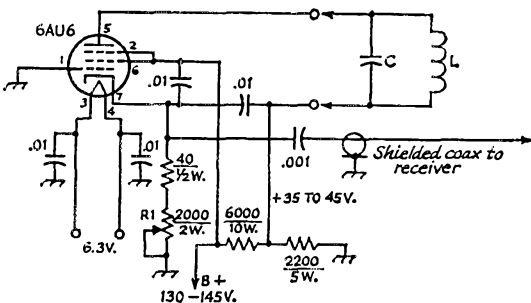 6AU6
5
2
1
6
7
3
4
.01
.01
C
L
.01
.01
.001
Shielded coax to
receiver
40
½W.
+35 TO 45V.
R1
2000
2W.
6000
10W.
2200
5W.
6.3V.
B+
130-145V.